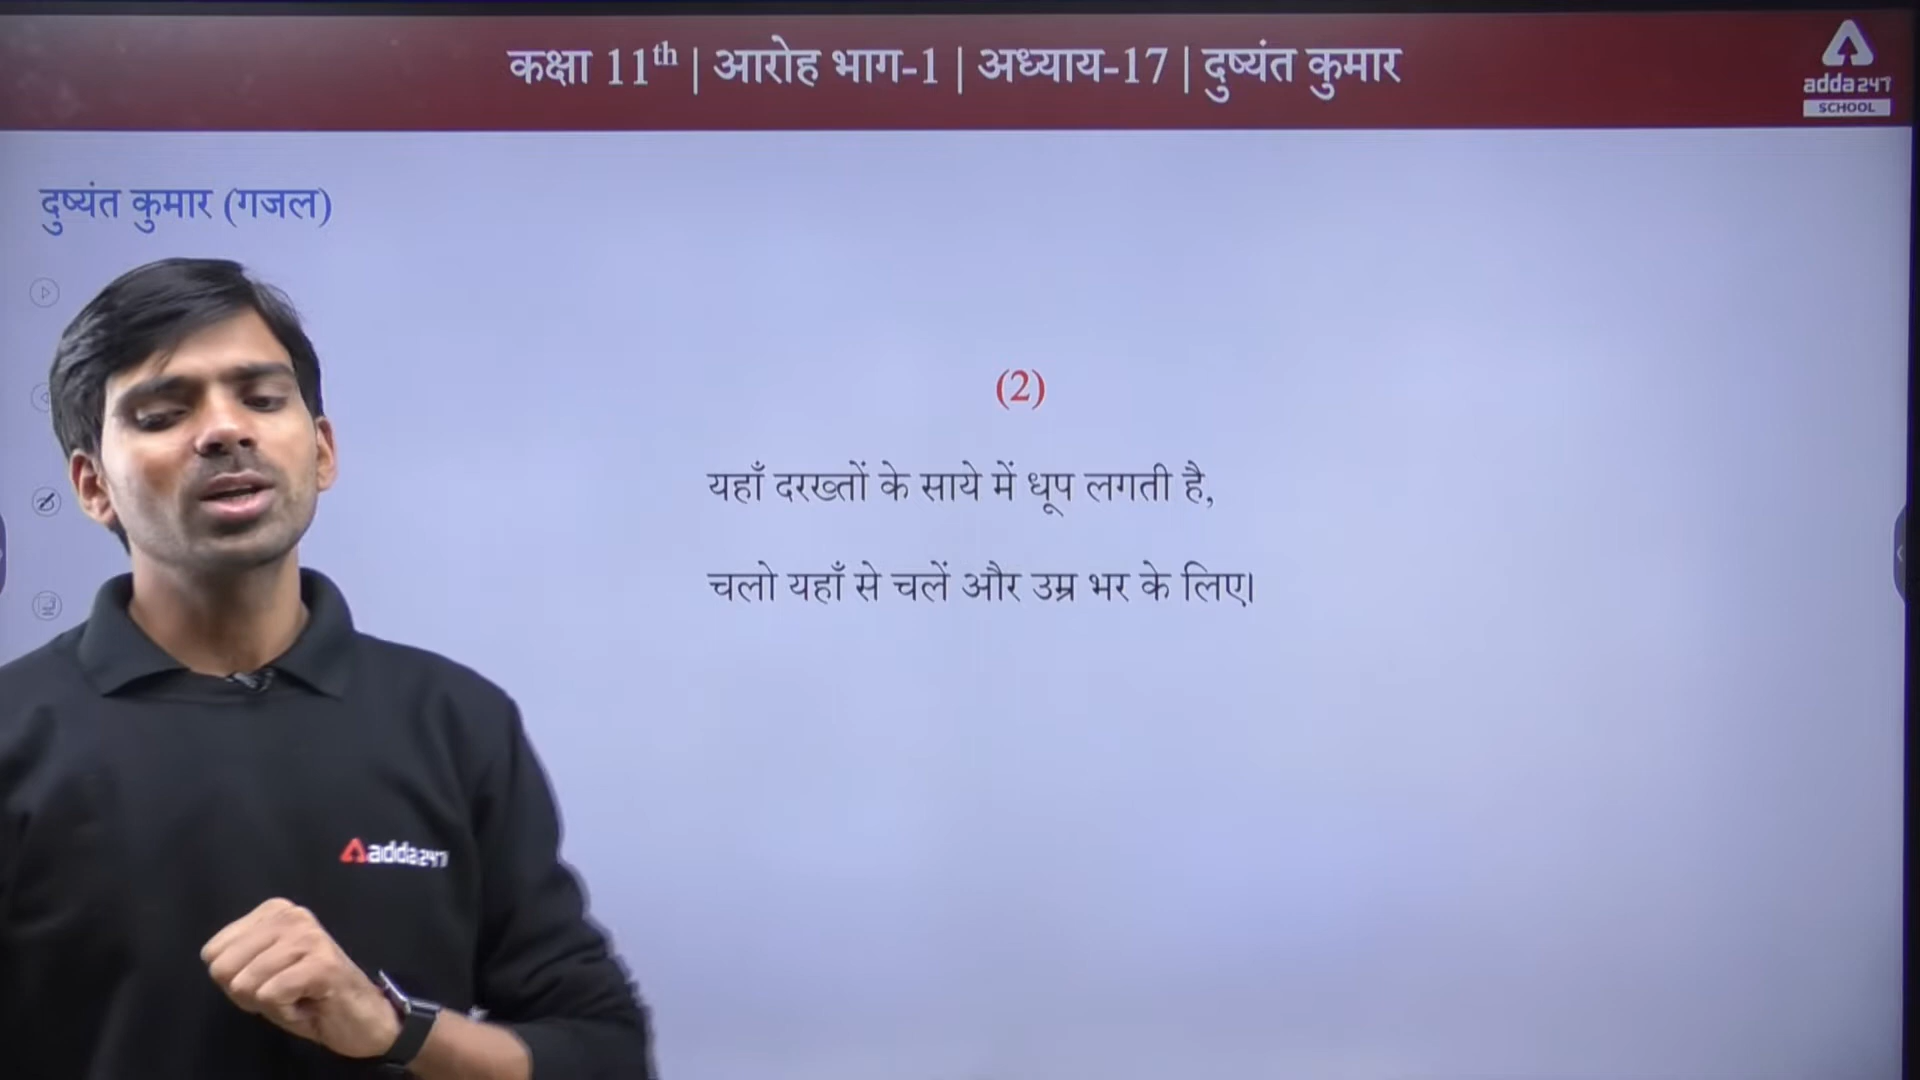 कक्षा 11th | आरोह भाग-1 | अध्याय-17 | दुष्यंत कुमार
adda247
SCHOOL
दुष्यंत कुमार (गजल)
(2)
यहाँ दरख्तों के साये में धूप लगती है,
चलो यहाँ से चलें और उम्र भर के लिए।
adda247